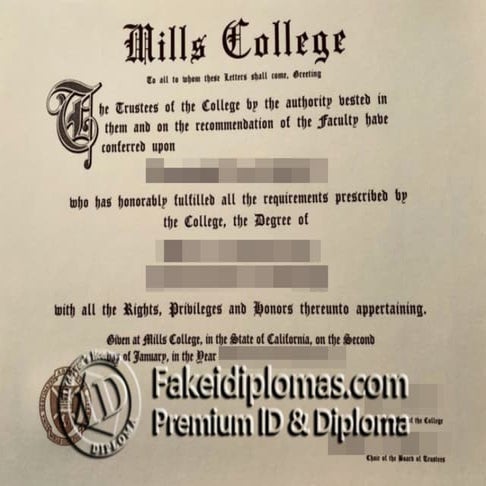 Mills College
To all to whom these Letters shall come, Greeting
The Trustees of the College by the authority vested in
them and on the recommendation of the Faculty have
conferred upon
who has honorably fulfilled all the requirements prescribed by
the College, the Degree of
with all the Rights, Privileges and Honors thereunto appertaining.
Given at Mills College, in the State of California, on the Second
day of January, in the Year
Fakeidiplomas.com
Premium ID & Diploma
ID
DIPLOMA
of the College
Chair of the Board of Trustees